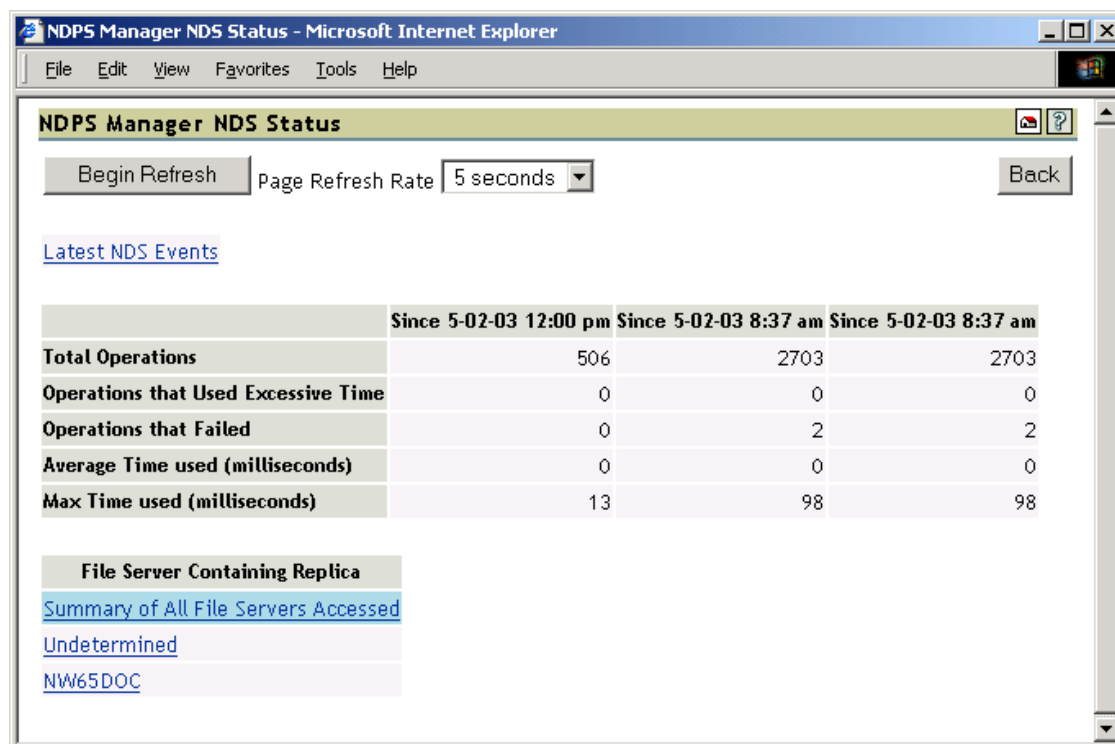 NDPS Manager NDS Status - Microsoft Internet Explorer
File Edit View Favorites Tools Help
NDPS Manager NDS Status
Begin Refresh Page Refresh Rate 5 seconds Back
Latest NDS Events
Since 5-02-03 12:00 pm Since 5-02-03 8:37 am Since 5-02-03 8:37 am
Total Operations 506 2703 2703
Operations that Used Excessive Time 0 0 0
Operations that Failed 0 2 2
Average Time used (milliseconds) 0 0 0
Max Time used (milliseconds) 13 98 98
File Server Containing Replica
Summary of All File Servers Accessed
Undetermined
NW65DOC